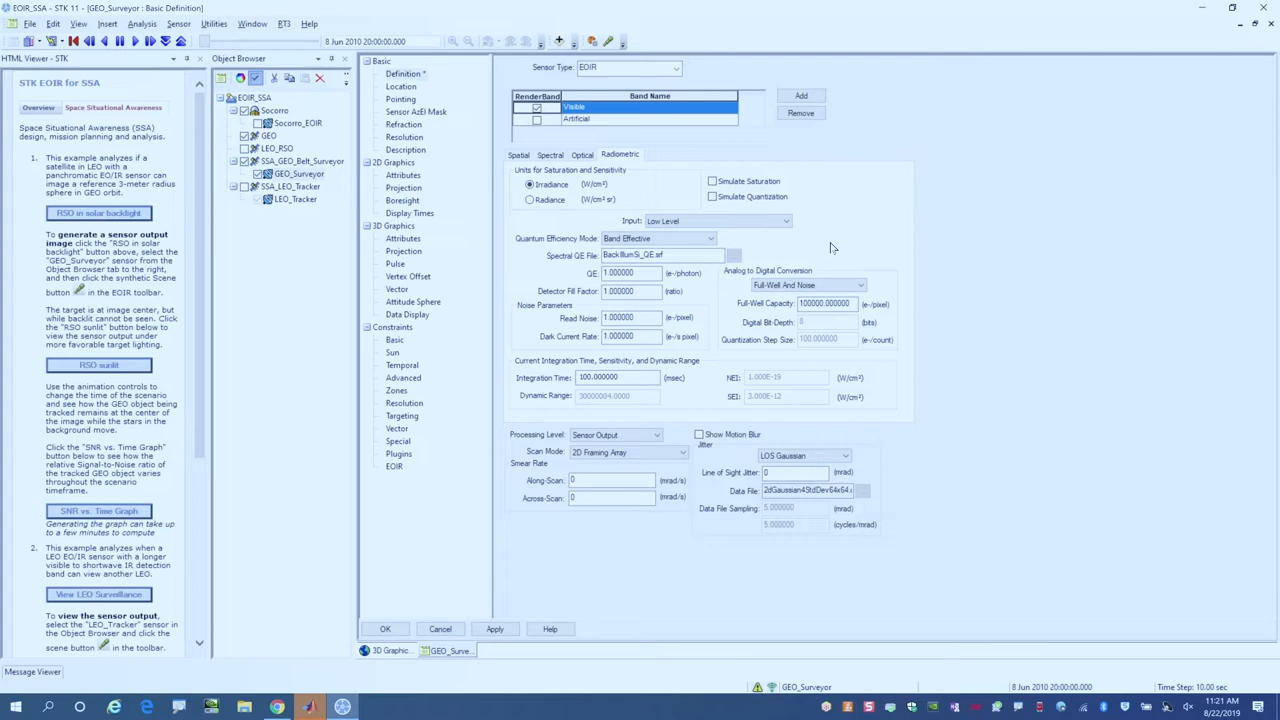 EOIR_SSA - STK 11 - [GEO_Surveyor : Basic Definition]
File Edit View Insert Analysis Sensor Utilities Window RT3 Help
8 Jun 2010 20:00:00.000
HTML Viewer - STK
STK EOIR for SSA
Overview Space Situational Awareness
Space Situational Awareness (SSA)
design, mission planning and analysis.
1. This example analyzes if a
satellite in LEO with a
panchromatic EO/IR sensor can
image a reference 3-meter radius
sphere in GEO orbit.
RSO in solar backlight
To generate a sensor output
image click the "RSO in solar
backlight" button above, select the
"GEO_Surveyor" sensor from the
Object Browser tab to the right,
and then click the synthetic Scene
button in the EOIR toolbar.
The target is at image center, but
while backlit cannot be seen. Click
the "RSO sunlit" button below to
view the sensor output under
more favorable target lighting.
RSO sunlit
Use the animation controls to
change the time of the scenario
and see how the GEO object being
tracked remains at the center of
the image while the stars in the
background move.
Click the "SNR vs. Time Graph"
button below to see how the
relative Signal-to-Noise ratio of
the tracked GEO object varies
throughout the scenario
timeframe.
SNR vs. Time Graph
Generating the graph can take up
to a few minutes to compute
2. This example analyzes when a
LEO EO/IR sensor with a longer
visible to shortwave IR detection
band can view another LEO.
View LEO Surveillance
To view the sensor output,
select the "LEO_Tracker" sensor in
the Object Browser and click the
scene button in the toolbar.
Message Viewer
Object Browser
EOIR_SSA
Socorro
Socorro_EOIR
GEO
LEO_RSO
SSA_GEO_Belt_Surveyor
GEO_Surveyor
SSA_LEO_Tracker
LEO_Tracker
Basic
Definition *
Location
Pointing
Sensor AzEl Mask
Refraction
Resolution
Description
2D Graphics
Attributes
Projection
Boresight
Display Times
3D Graphics
Attributes
Projection
Pulse
Vertex Offset
Vector
Attitude Sphere
Data Display
Constraints
Basic
Sun
Temporal
Advanced
Zones
Resolution
Targeting
Vector
Special
Plugins
EOIR
Sensor Type: EOIR
RenderBand Band Name
Visible
Artificial
Add
Remove
Spatial Spectral Optical Radiometric
Units for Saturation and Sensitivity
Irradiance (W/cm²)
Radiance (W/cm² sr)
Simulate Saturation
Simulate Quantization
Input: Low Level
Quantum Efficiency Mode: Band Effective
Spectral QE File: BackIllumSi_QE.srf ...
QE: 1.000000 (e-/photon)
Detector Fill Factor: 1.000000 (ratio)
Noise Parameters
Read Noise: 1.000000 (e-/pixel)
Dark Current Rate: 1.000000 (e-/s pixel)
Analog to Digital Conversion
Full-Well And Noise
Full-Well Capacity: 100000.000000 (e-/pixel)
Digital Bit-Depth: 8 (bits)
Quantization Step Size: 100.000000 (e-/count)
Current Integration Time, Sensitivity, and Dynamic Range
Integration Time: 100.000000 (msec) NEI: 1.000E-19 (W/cm²)
Dynamic Range: 30000004.0000 SEI: 3.000E-12 (W/cm²)
Processing Level: Sensor Output
Scan Mode: 2D Framing Array
Smear Rate
Along-Scan: 0 (mrad/s)
Across-Scan: 0 (mrad/s)
Show Motion Blur
Jitter
LOS Gaussian
Line of Sight Jitter: 0 (mrad)
Data File: 2dGaussian4StdDev64x64.
Data File Sampling: 5.000000 (mrad)
5.000000 (cycles/mrad)
OK Cancel Apply Help
3D Graphic... GEO_Surve...
GEO_Surveyor 8 Jun 2010 20:00:00.000 Time Step: 10.00 sec
11:21 AM
8/22/2019